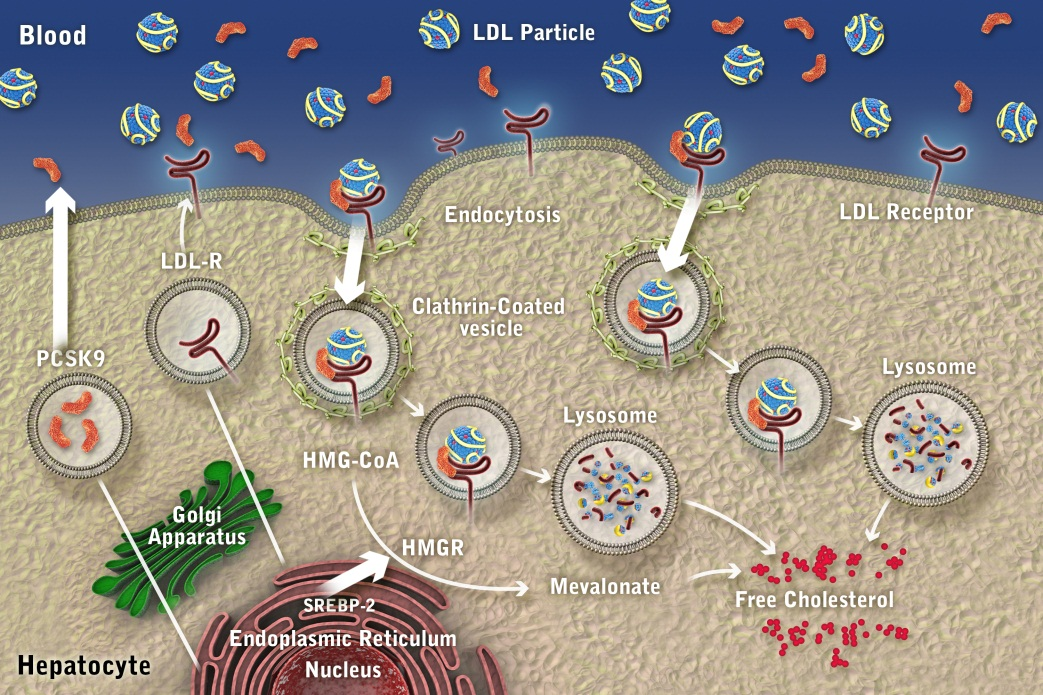 Blood
LDL Particle
Endocytosis
LDL Receptor
LDL-R
Clathrin-Coated
vesicle
PCSK9
Lysosome
Lysosome
HMG-CoA
Golgi
Apparatus
HMGR
Mevalonate
Free Cholesterol
SREBP-2
Endoplasmic Reticulum
Nucleus
Hepatocyte